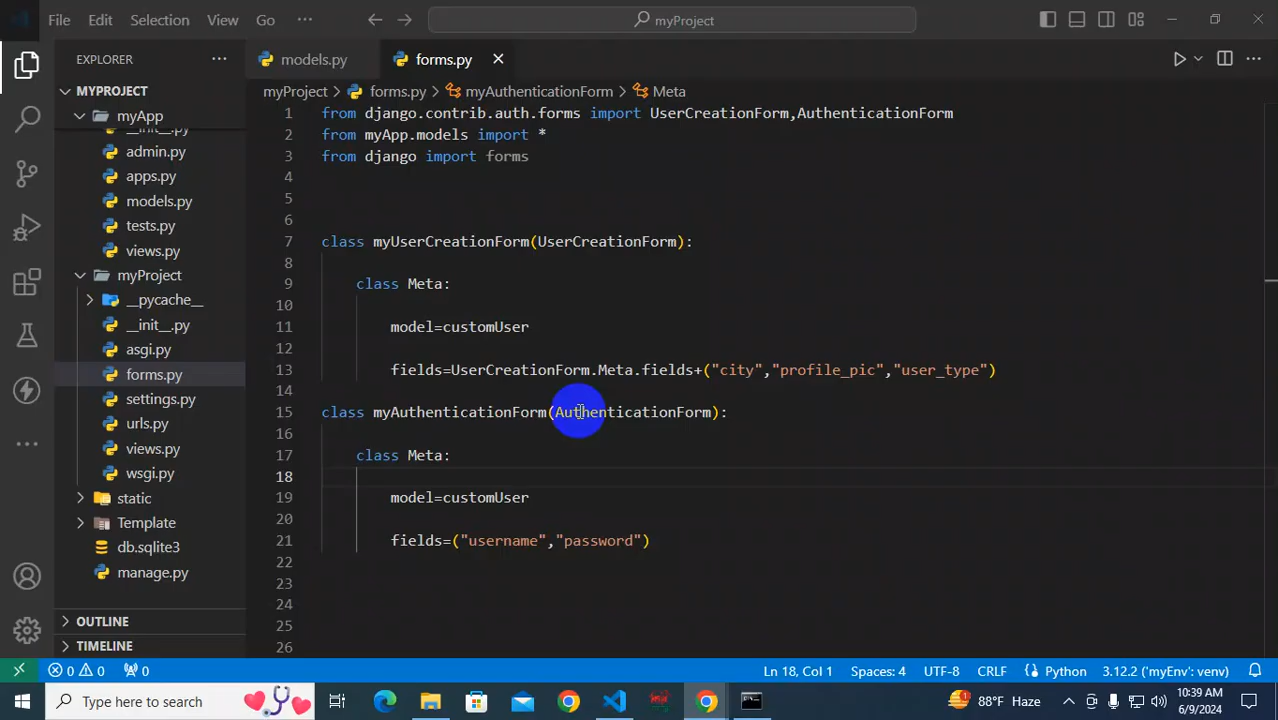 File Edit Selection View Go ··· myProject
EXPLORER ··· models.py forms.py
MYPROJECT
myProject > forms.py > myAuthenticationForm > Meta
myApp
__init__.py
admin.py
apps.py
models.py
tests.py
views.py
myProject
__pycache__
__init__.py
asgi.py
forms.py
settings.py
urls.py
views.py
wsgi.py
static
Template
db.sqlite3
manage.py
OUTLINE
TIMELINE
1 from django.contrib.auth.forms import UserCreationForm,AuthenticationForm
2 from myApp.models import *
3 from django import forms
4
5
6
7 class myUserCreationForm(UserCreationForm):
8
9 class Meta:
10
11 model=customUser
12
13 fields=UserCreationForm.Meta.fields+("city","profile_pic","user_type")
14
15 class myAuthenticationForm(AuthenticationForm):
16
17 class Meta:
18
19 model=customUser
20
21 fields=("username","password")
22
23
24
25
26
0 0 0 Ln 18, Col 1 Spaces: 4 UTF-8 CRLF Python 3.12.2 ('myEnv': venv)
Type here to search 88°F Haze 10:39 AM
6/9/2024